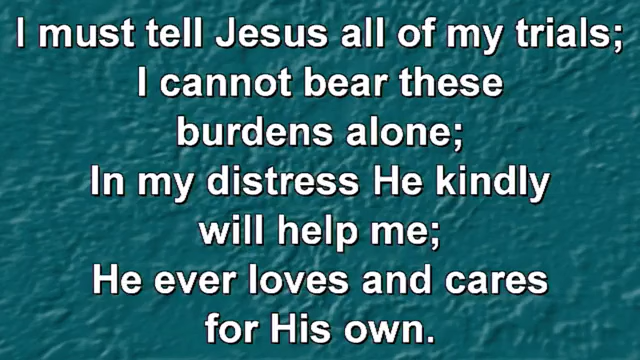 I must tell Jesus all of my trials;
I cannot bear these
burdens alone;
In my distress He kindly
will help me;
He ever loves and cares
for His own.